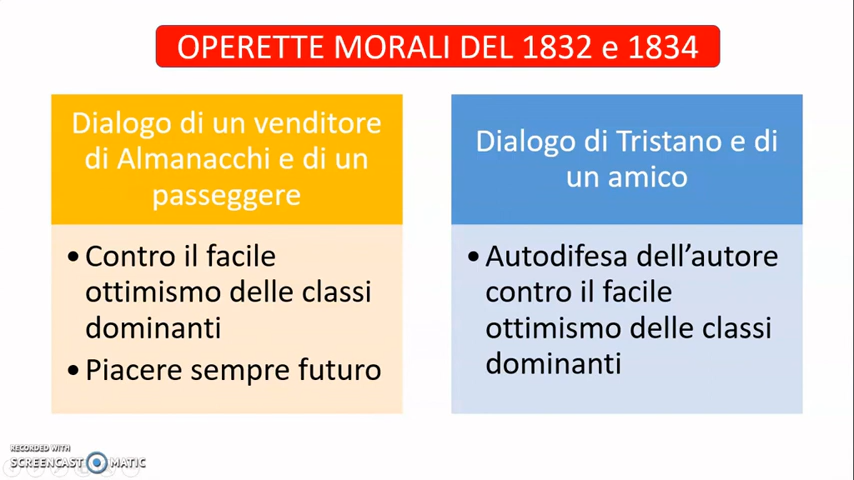 OPERETTE MORALI DEL 1832 e 1834
Dialogo di un venditore
di Almanacchi e di un
passeggere
• Contro il facile
ottimismo delle classi
dominanti
• Piacere sempre futuro
Dialogo di Tristano e di
un amico
• Autodifesa dell’autore
contro il facile
ottimismo delle classi
dominanti
RECORDED WITH
SCREENCAST MATIC